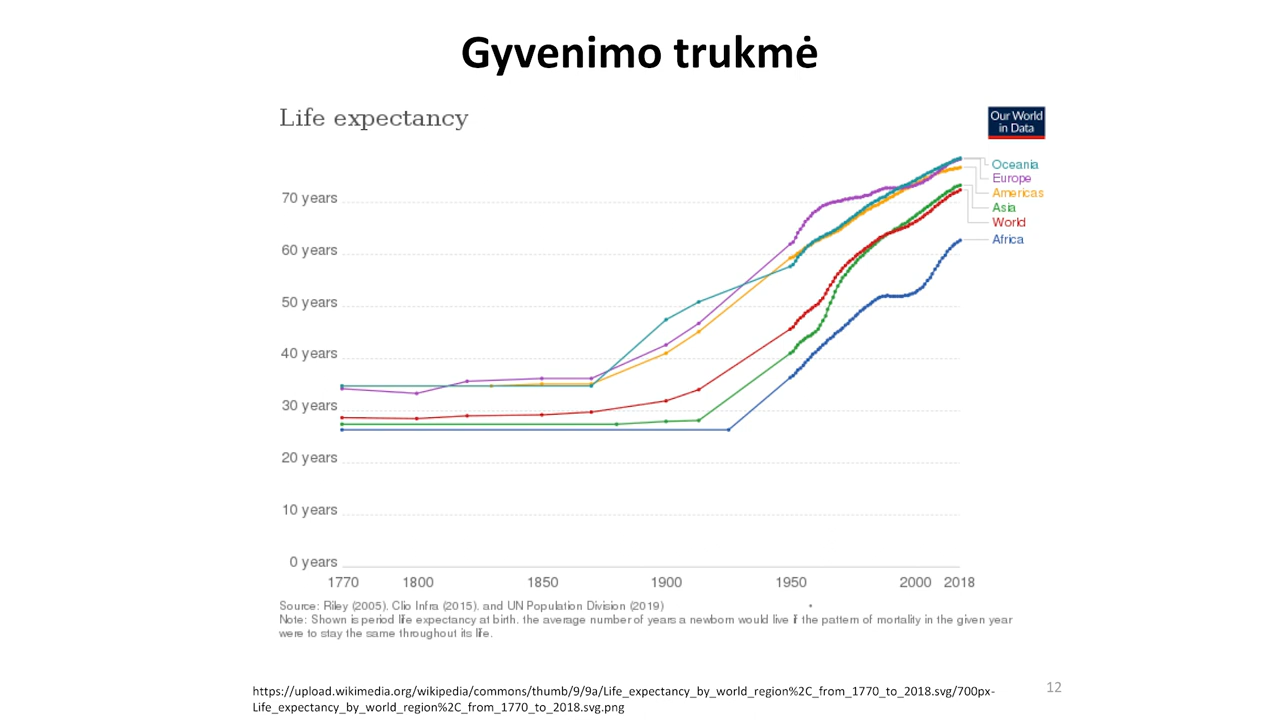 Gyvenimo trukmė
Life expectancy
Our World
in Data
Oceania
Europe
Americas
Asia
World
Africa
70 years
60 years
50 years
40 years
30 years
20 years
10 years
0 years
1770 1800 1850 1900 1950 2000 2018
Source: Riley (2005), Clio Infra (2015), and UN Population Division (2019)
Note: Shown is period life expectancy at birth, the average number of years a newborn would live if the pattern of mortality in the given year
were to stay the same throughout its life.
https://upload.wikimedia.org/wikipedia/commons/thumb/9/9a/Life_expectancy_by_world_region%2C_from_1770_to_2018.svg/700px-
Life_expectancy_by_world_region%2C_from_1770_to_2018.svg.png
12